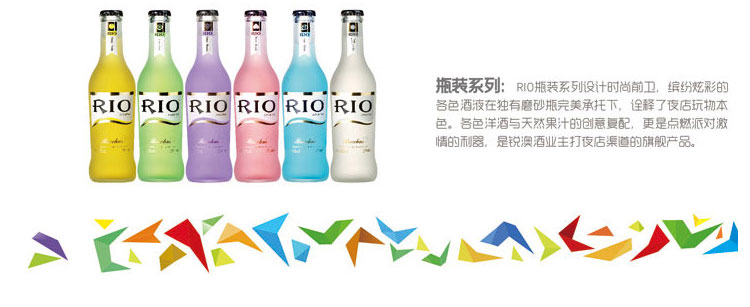 RIO RIO RIO RIO RIO RIO
瓶装系列：RIO瓶装系列设计时尚前卫，缤纷炫彩的
各色酒液在独有磨砂瓶完美承托下，诠释了夜店玩物本
色。各色洋酒与天然果汁的创意复配，更是点燃派对激
情的利器，是锐澳酒业主打夜店渠道的旗舰产品。